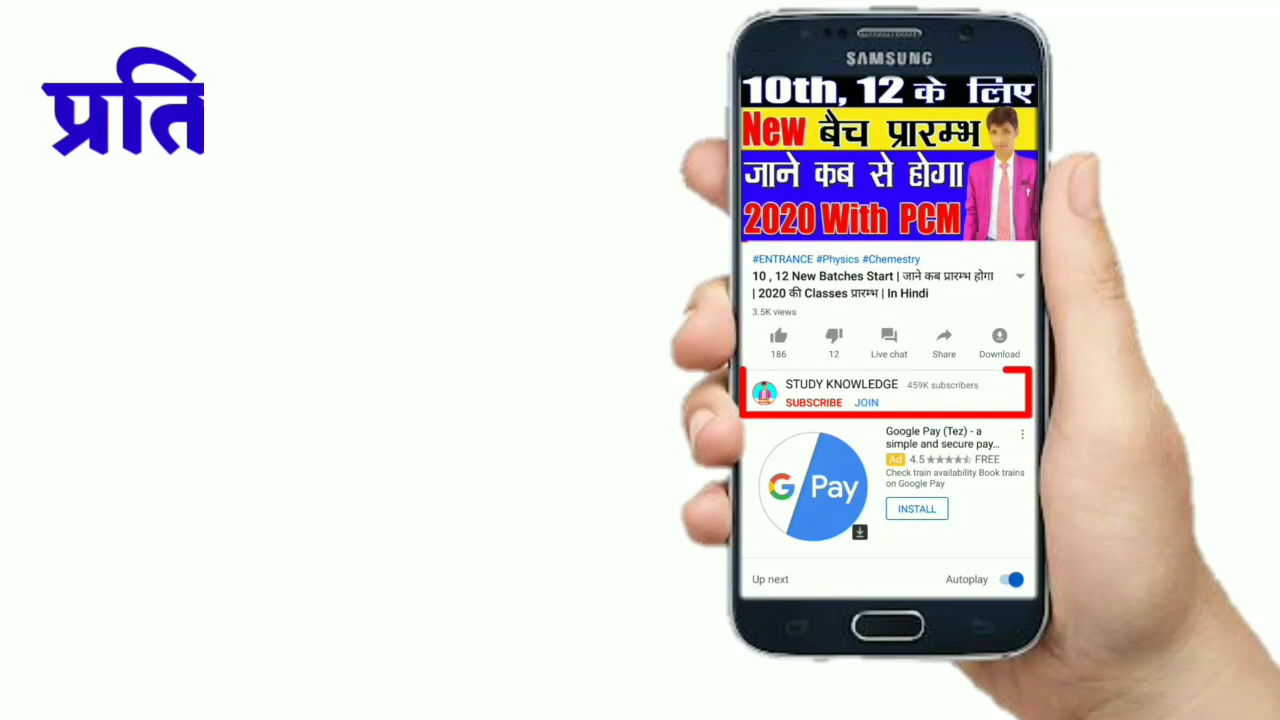 प्रति
SAMSUNG
10th, 12 के लिए
New बैच प्रारम्भ
जाने कब से होगा
2020 With PCM
#ENTRANCE #Physics #Chemestry
10 , 12 New Batches Start | जाने कब प्रारम्भ होगा
| 2020 की Classes प्रारम्भ | In Hindi
3.5K views
186 12 Live chat Share Download
STUDY KNOWLEDGE 459K subscribers
SUBSCRIBE JOIN
Google Pay (Tez) - a
simple and secure pay...
Ad 4.5 FREE
Check train availability Book trains
on Google Pay
INSTALL
G Pay
Up next Autoplay